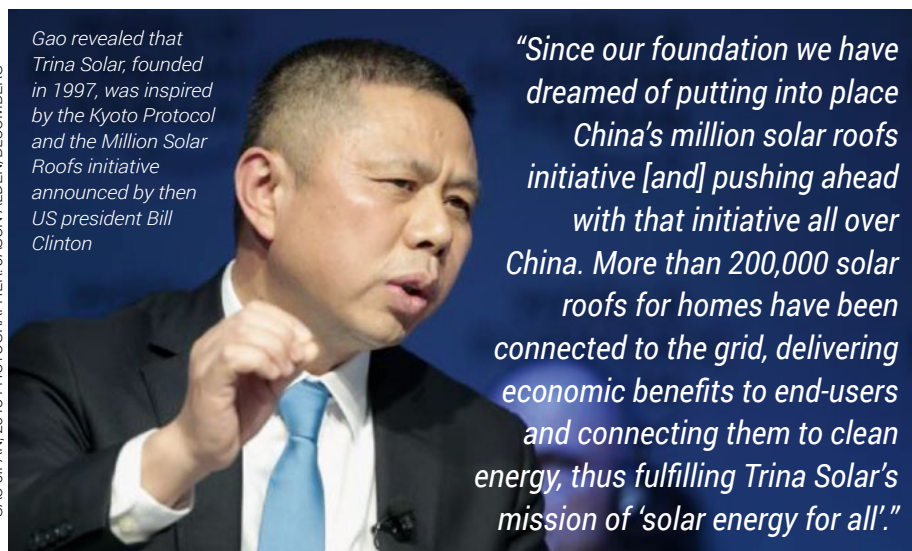 Gao revealed that
Trina Solar, founded
in 1997, was inspired
by the Kyoto Protocol
and the Million Solar
Roofs initiative
announced by then
US president Bill
Clinton
“Since our foundation we have
dreamed of putting into place
China’s million solar roofs
initiative [and] pushing ahead
with that initiative all over
China. More than 200,000 solar
roofs for homes have been
connected to the grid, delivering
economic benefits to end-users
and connecting them to clean
energy, thus fulfilling Trina Solar’s
mission of ‘solar energy for all’.”